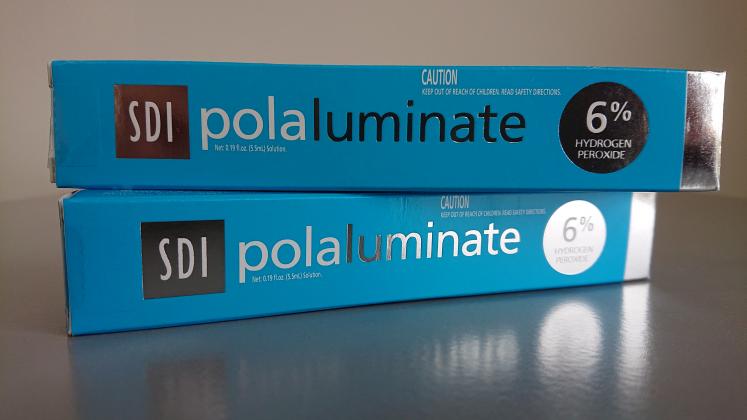 CAUTION
KEEP OUT OF REACH OF CHILDREN. READ SAFETY DIRECTIONS.
SDI polaluminate
Net: 0.19 fl.oz. (5.5mL) Solution.
6%
HYDROGEN
PEROXIDE
CAUTION
KEEP OUT OF REACH OF CHILDREN. READ SAFETY DIRECTIONS.
SDI polaluminate
Net: 0.19 fl.oz. (5.5mL) Solution.
6%
HYDROGEN
PEROXIDE